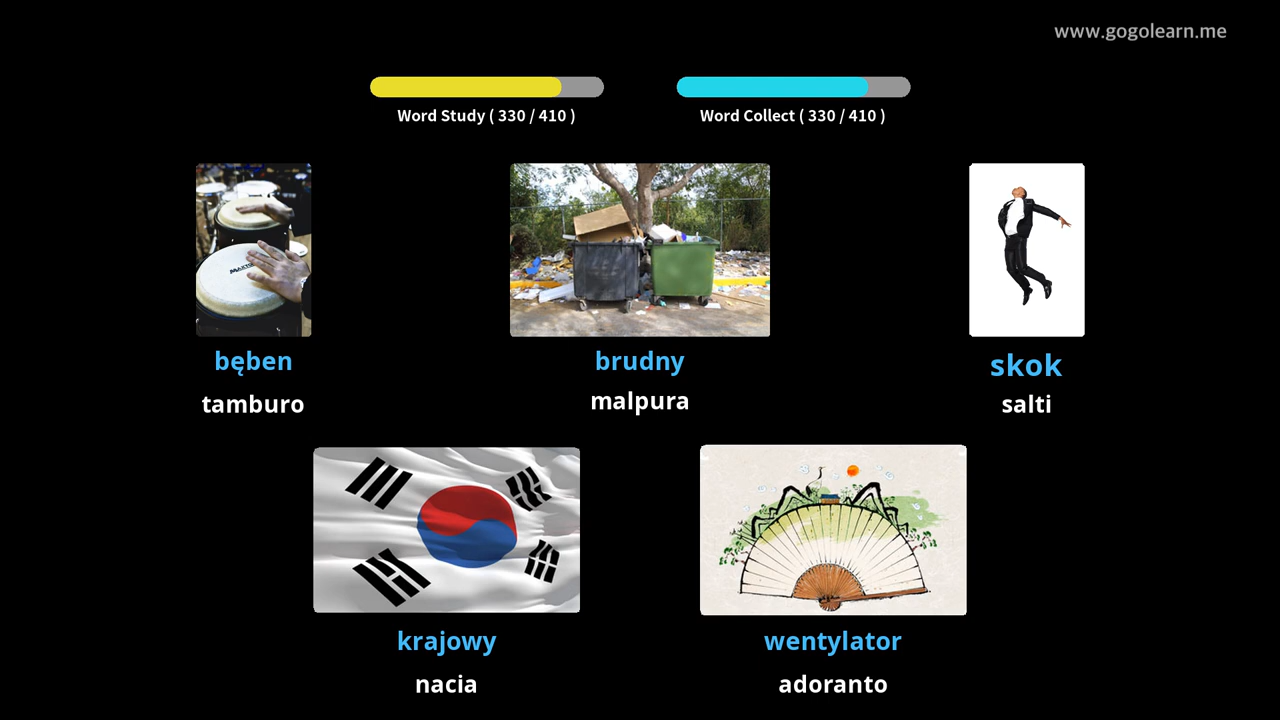 www.gogolearn.me
Word Study ( 330 / 410 )
Word Collect ( 330 / 410 )
bęben
brudny
skok
tamburo
malpura
salti
krajowy
wentylator
nacia
adoranto